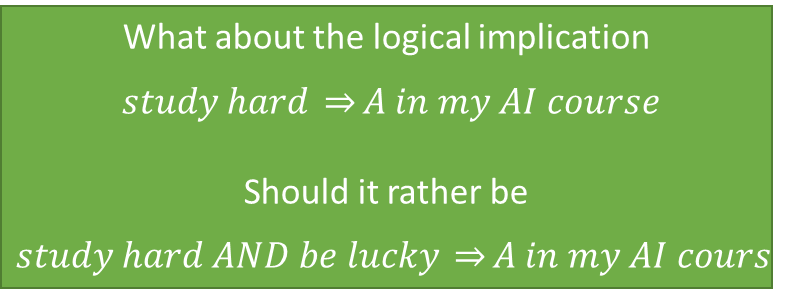 What about the logical implication
study hard ⇒ A in my AI course
Should it rather be
study hard AND be lucky ⇒ A in my AI cours